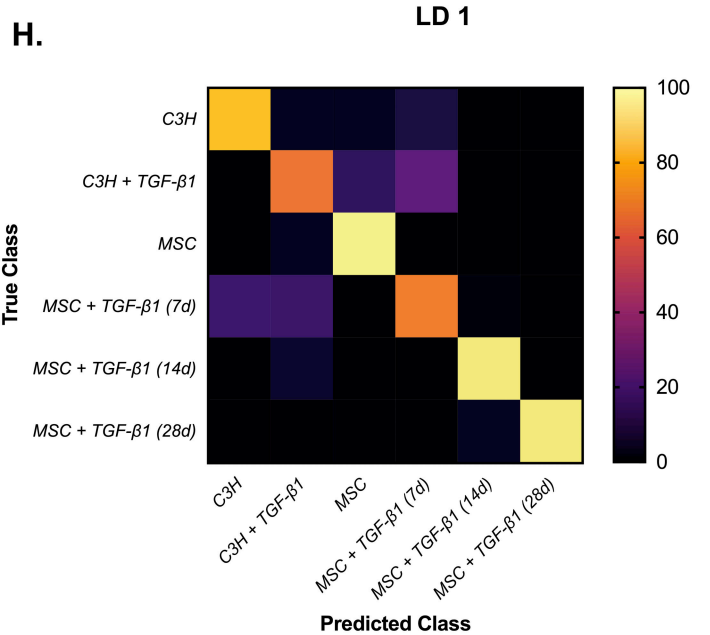 LD 1
H.
C3H
C3H + TGF-β1
MSC
MSC + TGF-β1 (7d)
MSC + TGF-β1 (14d)
MSC + TGF-β1 (28d)
True Class
100
80
60
40
20
0
C3H
C3H + TGF-β1
MSC
MSC + TGF-β1 (7d)
MSC + TGF-β1 (14d)
MSC + TGF-β1 (28d)
Predicted Class